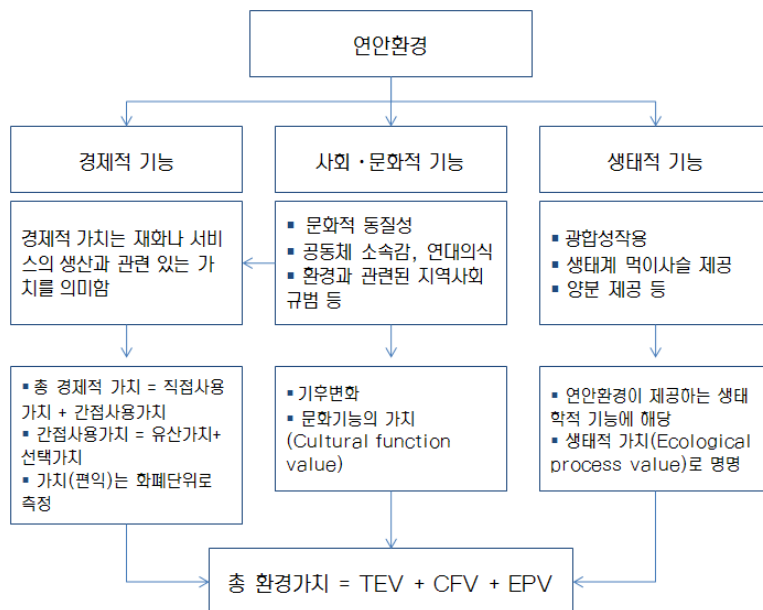 연안환경
경제적 기능
사회·문화적 기능
생태적 기능
경제적 가치는 재화나 서비
스의 생산과 관련 있는 가
치를 의미함
▪ 문화적 동질성
▪ 공동체 소속감, 연대의식
▪ 환경과 관련된 지역사회
규범 등
▪ 광합성작용
▪ 생태계 먹이사슬 제공
▪ 양분 제공 등
▪ 총 경제적 가치 = 직접사용
가치 + 간접사용가치
▪ 간접사용가치 = 유산가치+
선택가치
▪ 가치(편익)는 화폐단위로
측정
▪ 기후변화
▪ 문화기능의 가치
(Cultural function
value)
▪ 연안환경이 제공하는 생태
학적 기능에 해당
▪ 생태적 가치(Ecological
process value)로 명명
총 환경가치 = TEV + CFV + EPV